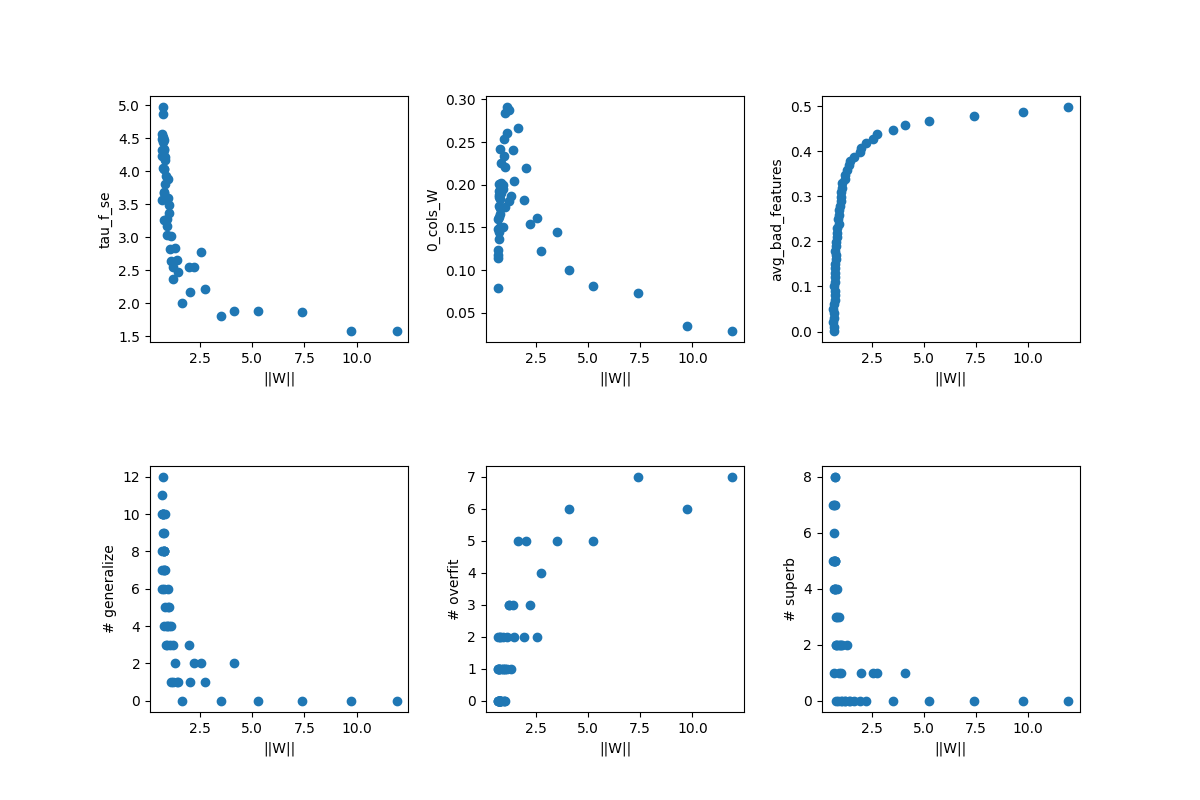 5.0
4.5
4.0
3.5
3.0
2.5
2.0
1.5
tau_f_se
2.5 5.0 7.5 10.0
||W||
0.30
0.25
0.20
0.15
0.10
0.05
0_cols_W
2.5 5.0 7.5 10.0
||W||
0.5
0.4
0.3
0.2
0.1
0.0
avg_bad_features
2.5 5.0 7.5 10.0
||W||
12
10
8
6
4
2
0
# generalize
2.5 5.0 7.5 10.0
||W||
7
6
5
4
3
2
1
0
# overfit
2.5 5.0 7.5 10.0
||W||
8
6
4
2
0
# superb
2.5 5.0 7.5 10.0
||W||